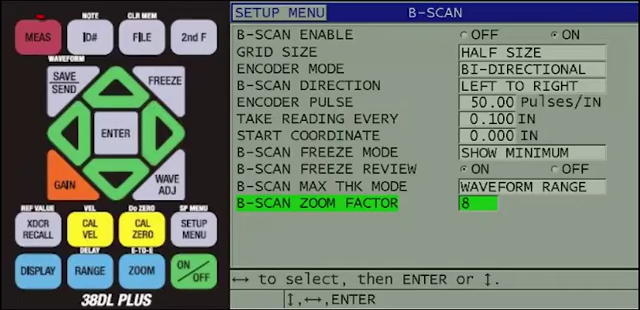 NOTE
CLR MEM
MEAS
ID#
FILE
2nd F
WAVEFORM
SAVE/
SEND
FREEZE
ENTER
GAIN
WAVE
ADJ
REF VALUE
VEL
Do ZERO
SP MENU
XDCR
RECALL
CAL
VEL
CAL
ZERO
SETUP
MENU
DELAY
E-TO-E
DISPLAY
RANGE
ZOOM
ON
/OFF
38DL PLUS
SETUP MENU B-SCAN
B-SCAN ENABLE OFF ON
GRID SIZE HALF SIZE
ENCODER MODE BI-DIRECTIONAL
B-SCAN DIRECTION LEFT TO RIGHT
ENCODER PULSE 50.00 Pulses/IN
TAKE READING EVERY 0.100 IN
START COORDINATE 0.000 IN
B-SCAN FREEZE MODE SHOW MINIMUM
B-SCAN FREEZE REVIEW ON OFF
B-SCAN MAX THK MODE WAVEFORM RANGE
B-SCAN ZOOM FACTOR 8
↔ to select, then ENTER or ↕.
↕,↔,ENTER